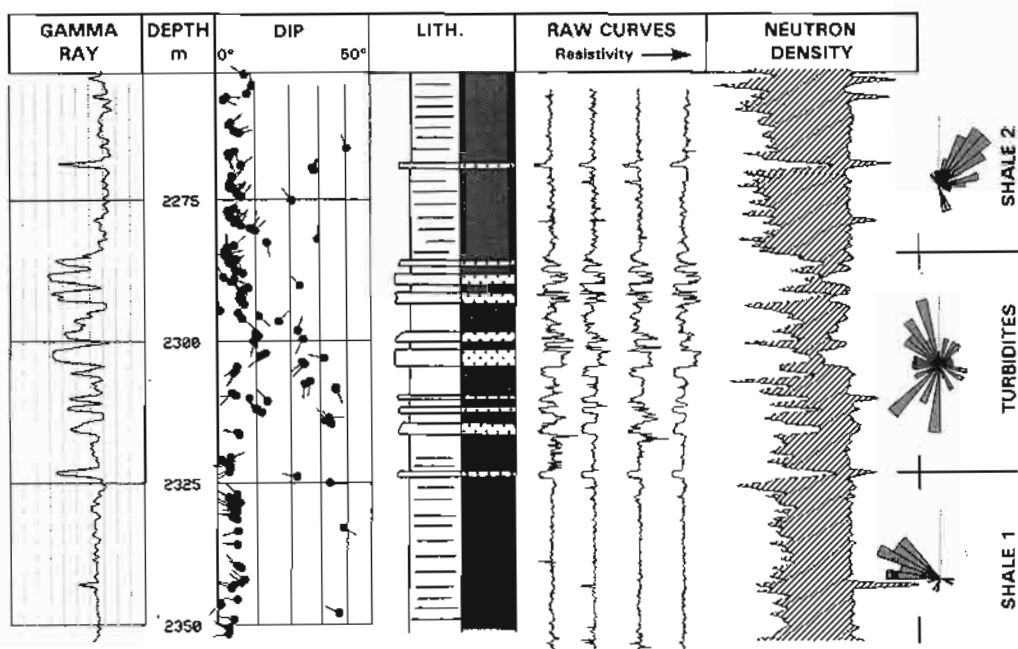 GAMMA RAY
DEPTH m
DIP
0° 50°
LITH.
RAW CURVES
Resistivity
NEUTRON DENSITY
2275
2300
2325
2350
SHALE 2
TURBIDITES
SHALE 1